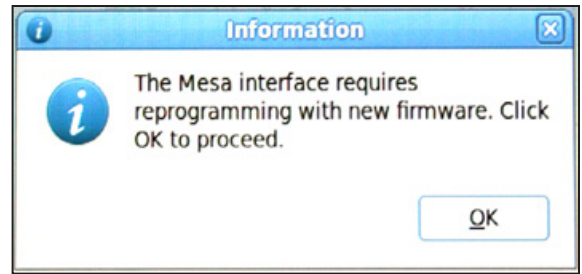 Information
The Mesa interface requires
reprogramming with new firmware. Click
OK to proceed.
OK